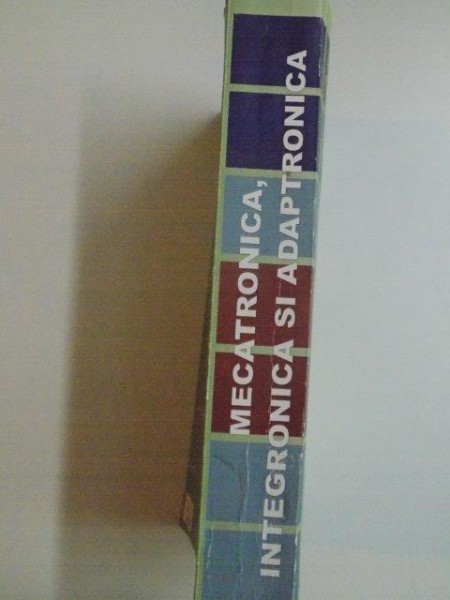 MECATRONICA,
INTEGRONICA SI ADAPTRONICA